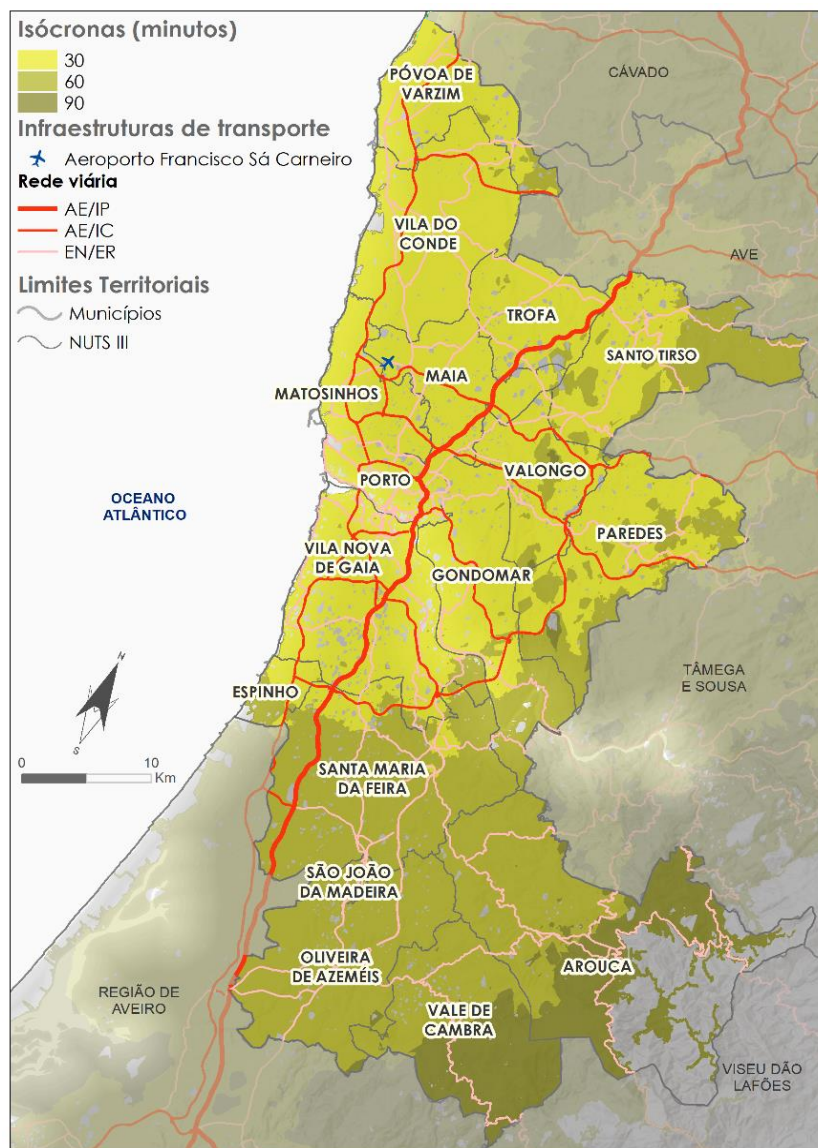 Isócronas (minutos)
30
60
90
Infraestruturas de transporte
Aeroporto Francisco Sá Carneiro
Rede viária
AE/IP
AE/IC
EN/ER
Limites Territoriais
Municípios
NUTS III
PÓVOA DE
VARZIM
CÁVADO
VILA DO
CONDE
AVE
TROFA
SANTO TIRSO
MAIA
MATOSINHOS
VALONGO
PORTO
OCEANO
ATLÂNTICO
PAREDES
VILA NOVA
DE GAIA
GONDOMAR
TÂMEGA
E SOUSA
ESPINHO
N
S
0
10
Km
SANTA MARIA
DA FEIRA
SÃO JOÃO
DA MADEIRA
OLIVEIRA
DE AZEMÉIS
AROUCA
REGIÃO DE
AVEIRO
VALE DE
CAMBRA
VISEU DÃO
LAFÕES